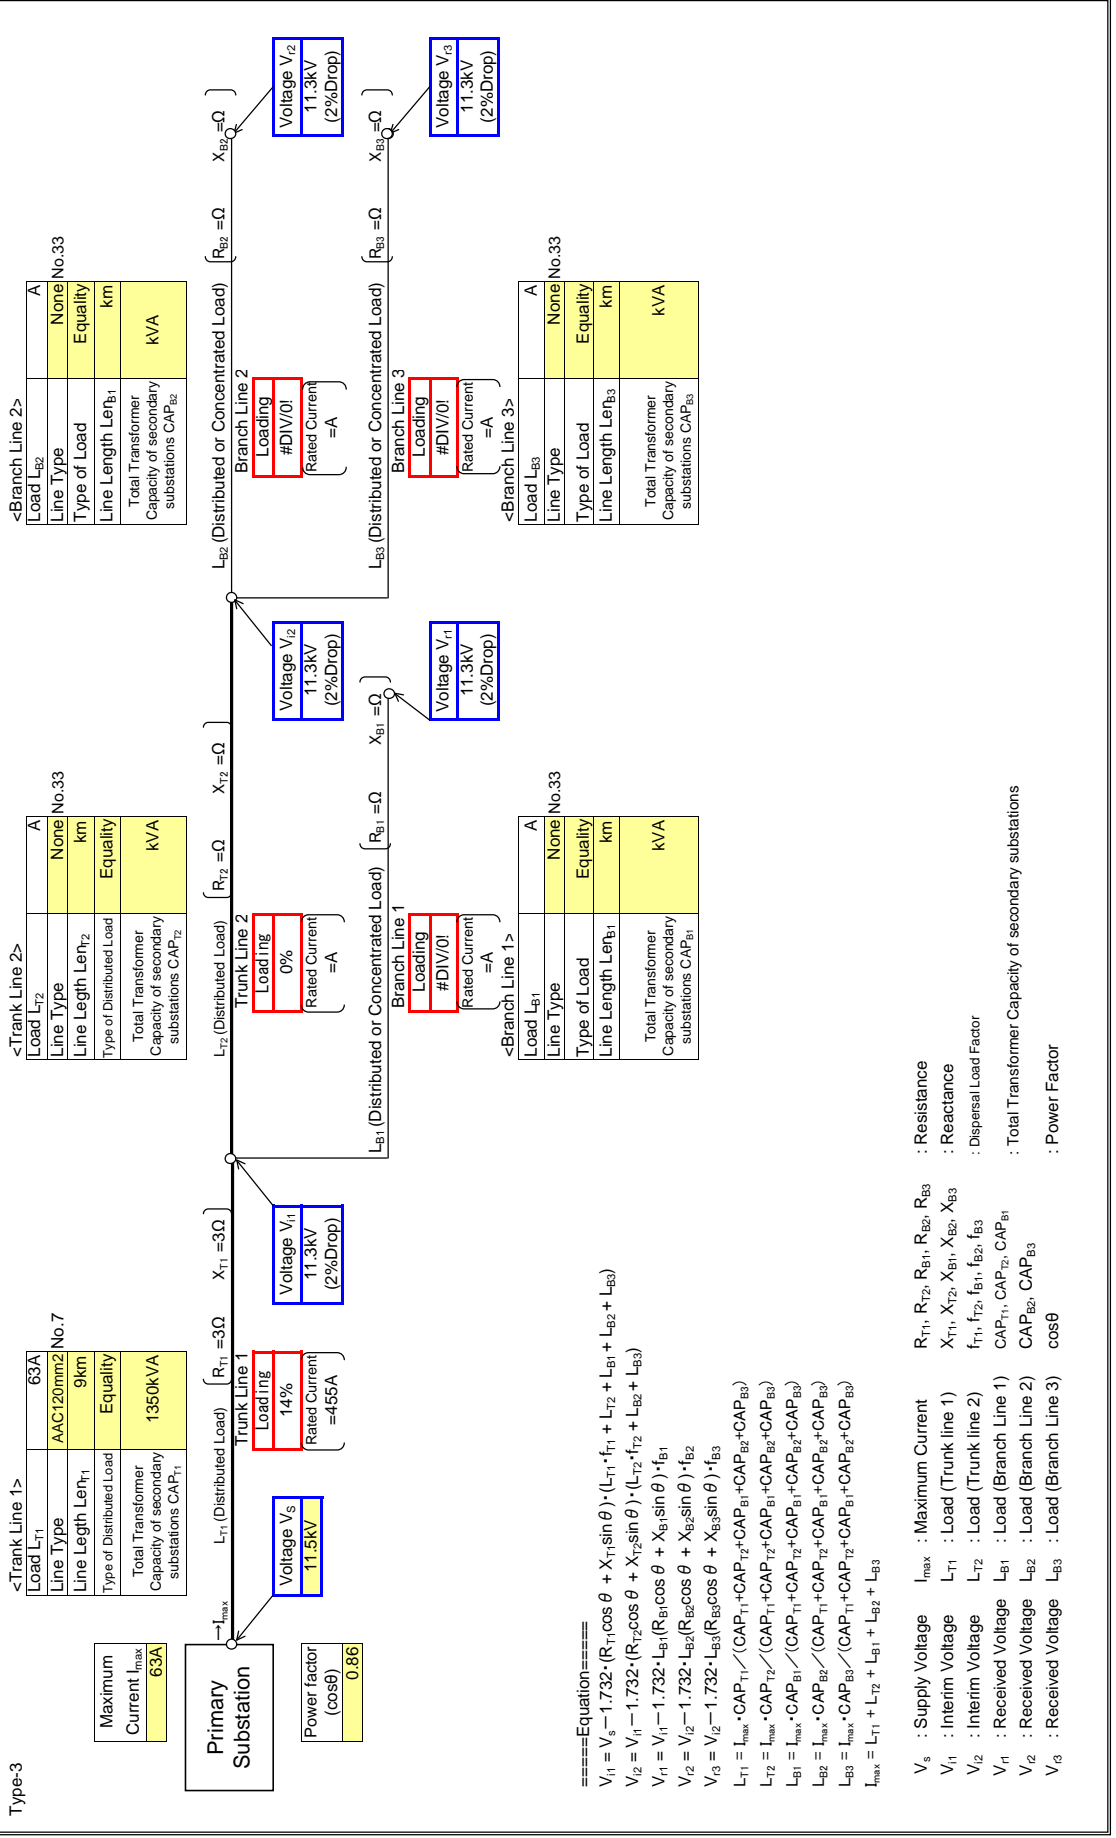 Type-3
Maximum
Current Imax
63A
Primary
Substation
Power factor
(cosθ)
0.86
→Imax
Voltage VS
11.5kV
<Trank Line 1>
Load LT1 63A
Line Type AAC120mm2 No.7
Line Length LenT1 9km
Type of Distributed Load Equality
Total Transformer
Capacity of secondary
substations CAPT1
1350kVA
LT1 (Distributed Load)
RT1 =3Ω XT1 =3Ω
Trunk Line 1
Loading
14%
Rated Current
=455A
Voltage Vi1
11.3kV
(2%Drop)
<Trank Line 2>
Load LT2 A
Line Type None No.33
Line Legth LenT2 km
Type of Distributed Load Equality
Total Transformer
Capacity of secondary
substations CAPT2
kVA
LT2 (Distributed Load)
RT2 =Ω XT2 =Ω
Trunk Line 2
Loading
0%
Rated Current
=A
Voltage Vi2
11.3kV
(2%Drop)
LB1 (Distributed or Concentrated Load)
RB1 =Ω XB1 =Ω
Branch Line 1
Loading
#DIV/0!
Rated Current
=A
Voltage Vr1
11.3kV
(2%Drop)
<Branch Line 1>
Load LB1 A
Line Type None No.33
Type of Load Equality
Line Length LenB1 km
Total Transformer
Capacity of secondary
substations CAPB1
kVA
<Branch Line 2>
Load LB2 A
Line Type None No.33
Type of Load Equality
Line Length LenB1 km
Total Transformer
Capacity of secondary
substations CAPB2
kVA
LB2 (Distributed or Concentrated Load)
RB2 =Ω XB2 =Ω
Branch Line 2
Loading
#DIV/0!
Rated Current
=A
Voltage Vr2
11.3kV
(2%Drop)
LB3 (Distributed or Concentrated Load)
RB3 =Ω XB3 =Ω
Branch Line 3
Loading
#DIV/0!
Rated Current
=A
Voltage Vr3
11.3kV
(2%Drop)
<Branch Line 3>
Load LB3 A
Line Type None No.33
Type of Load Equality
Line Length LenB3 km
Total Transformer
Capacity of secondary
substations CAPB3
kVA
=====Equation=====
Vi1 = Vs－1.732・(RT1cos θ + XT1sin θ)・(LT1・fT1 + LT2 + LB1 + LB2 + LB3)
Vi2 = Vi1－1.732・(RT2cos θ + XT2sin θ)・(LT2・fT2 + LB2 + LB3)
Vr1 = Vi1－1.732・LB1(RB1cos θ + XB1sin θ)・fB1
Vr2 = Vi2－1.732・LB2(RB2cos θ + XB2sin θ)・fB2
Vr3 = Vi2－1.732・LB3(RB3cos θ + XB3sin θ)・fB3
LT1 = Imax・CAPT1／(CAPT1+CAPT2+CAPB1+CAPB2+CAPB3)
LT2 = Imax・CAPT2／(CAPT1+CAPT2+CAPB1+CAPB2+CAPB3)
LB1 = Imax・CAPB1／(CAPT1+CAPT2+CAPB1+CAPB2+CAPB3)
LB2 = Imax・CAPB2／(CAPT1+CAPT2+CAPB1+CAPB2+CAPB3)
LB3 = Imax・CAPB3／(CAPT1+CAPT2+CAPB1+CAPB2+CAPB3)
Imax = LT1 + LT2 + LB1 + LB2 + LB3
Vs : Supply Voltage Imax : Maximum Current RT1, RT2, RB1, RB2, RB3 : Resistance
Vi1 : Interim Voltage LT1 : Load (Trunk line 1) XT1, XT2, XB1, XB2, XB3 : Reactance
Vi2 : Interim Voltage LT2 : Load (Trunk line 2) fT1, fT2, fB1, fB2, fB3 : Dispersal Load Factor
Vr1 : Received Voltage LB1 : Load (Branch Line 1) CAPT1, CAPT2, CAPB1 : Total Transformer Capacity of secondary substations
Vr2 : Received Voltage LB2 : Load (Branch Line 2) CAPB2, CAPB3
Vr3 : Received Voltage LB3 : Load (Branch Line 3) cosθ : Power Factor